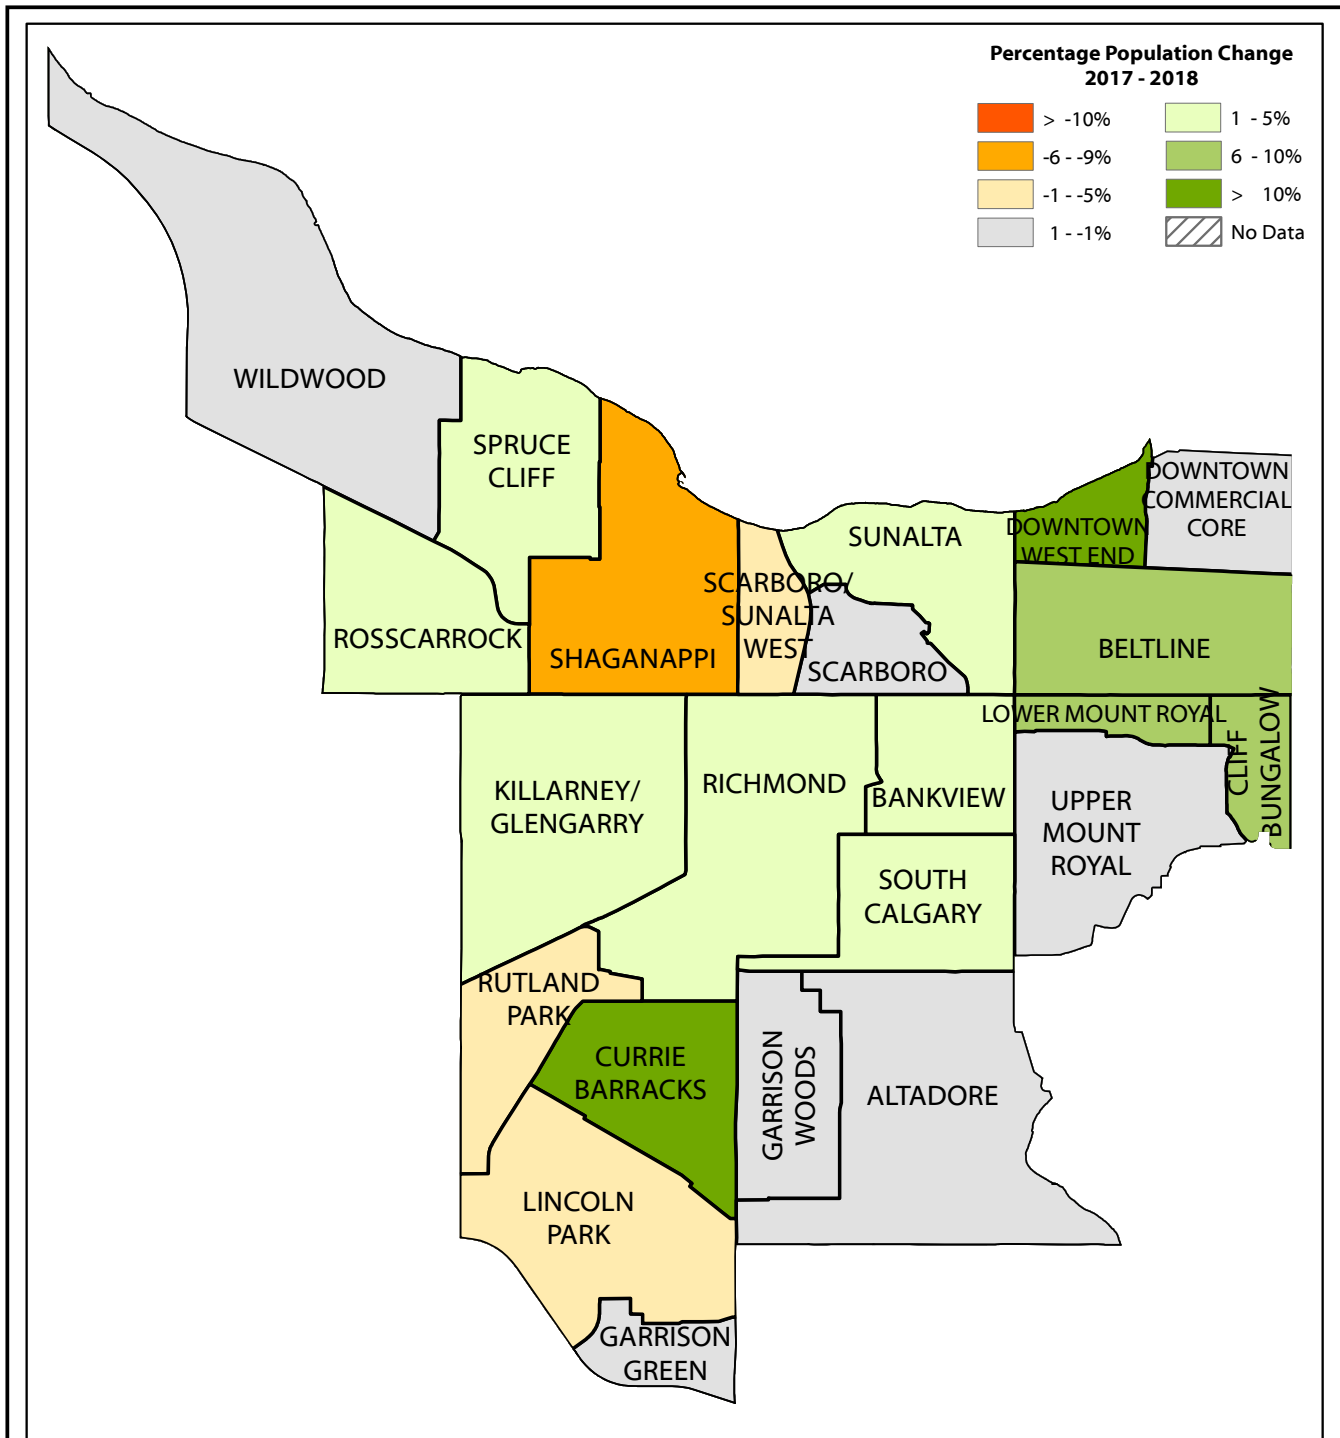 Percentage Population Change
2017 - 2018
> -10%
-6 - -9%
-1 - -5%
1 - -1%
1 - 5%
6 - 10%
> 10%
No Data
WILDWOOD
SPRUCE
CLIFF
ROSSCARROCK
SHAGANAPPI
SCARBORO/
SUNALTA
WEST
SUNALTA
SCARBORO
DOWNTOWN
WEST END
DOWNTOWN
COMMERCIAL
CORE
BELTLINE
LOWER MOUNT ROYAL
CLIFF
BUNGALOW
KILLARNEY/
GLENGARRY
RICHMOND
BANKVIEW
UPPER
MOUNT
ROYAL
SOUTH
CALGARY
RUTLAND
PARK
CURRIE
BARRACKS
GARRISON
WOODS
ALTADORE
LINCOLN
PARK
GARRISON
GREEN